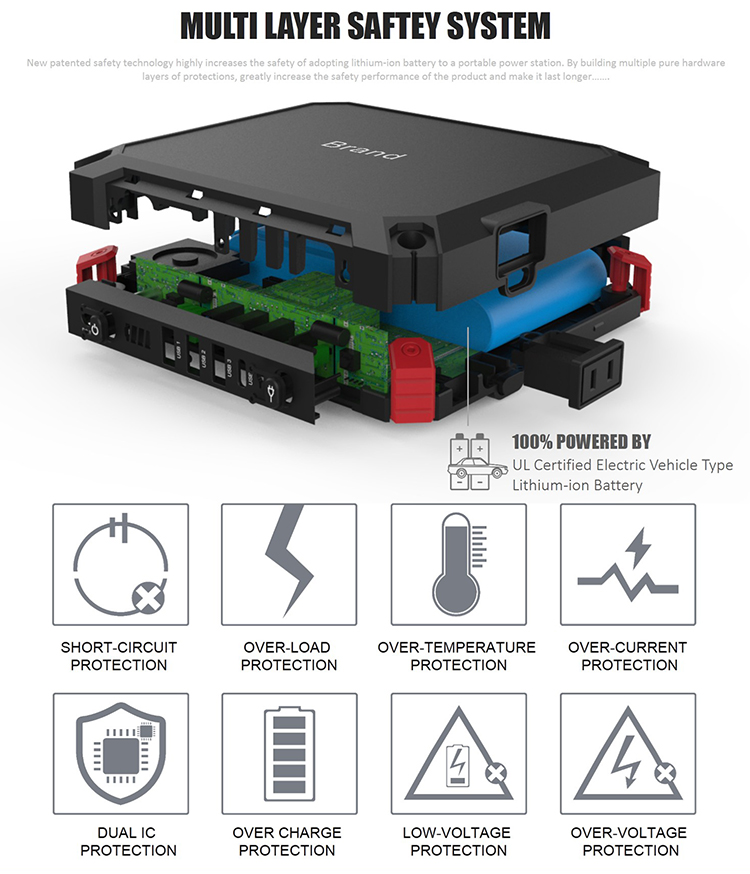 MULTI LAYER SAFTEY SYSTEM
New patented safety technology highly increases the safety of adopting lithium-ion battery to a portable power station. By building multiple pure hardware
layers of protections, greatly increase the safety performance of the product and make it last longer.......
Brand
USB 1
USB 2
USB 3
100% POWERED BY
UL Certified Electric Vehicle Type
Lithium-ion Battery
SHORT-CIRCUIT
PROTECTION
OVER-LOAD
PROTECTION
OVER-TEMPERATURE
PROTECTION
OVER-CURRENT
PROTECTION
DUAL IC
PROTECTION
OVER CHARGE
PROTECTION
LOW-VOLTAGE
PROTECTION
OVER-VOLTAGE
PROTECTION